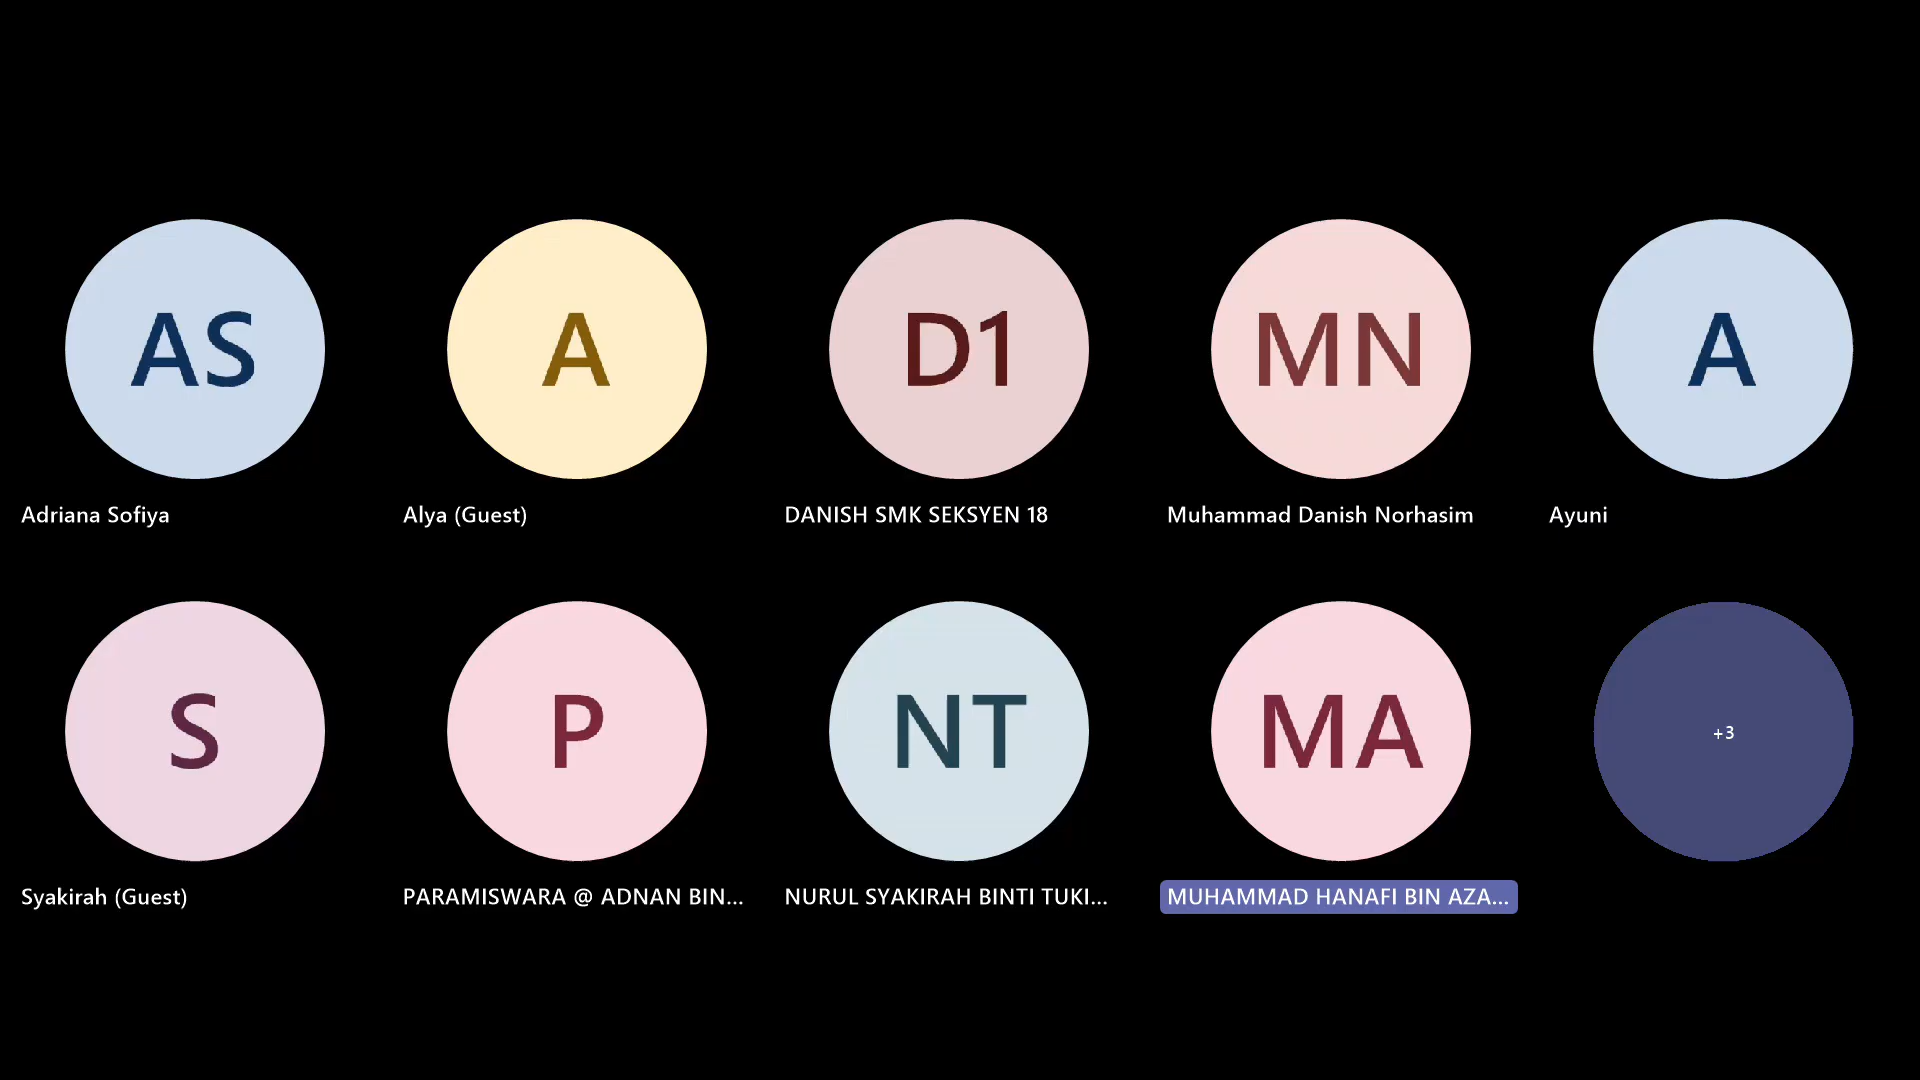 AS
A
D1
MN
A
Adriana Sofiya
Alya (Guest)
DANISH SMK SEKSYEN 18
Muhammad Danish Norhasim
Ayuni
S
P
NT
MA
+3
Syakirah (Guest)
PARAMISWARA @ ADNAN BIN...
NURUL SYAKIRAH BINTI TUKI...
MUHAMMAD HANAFI BIN AZA...